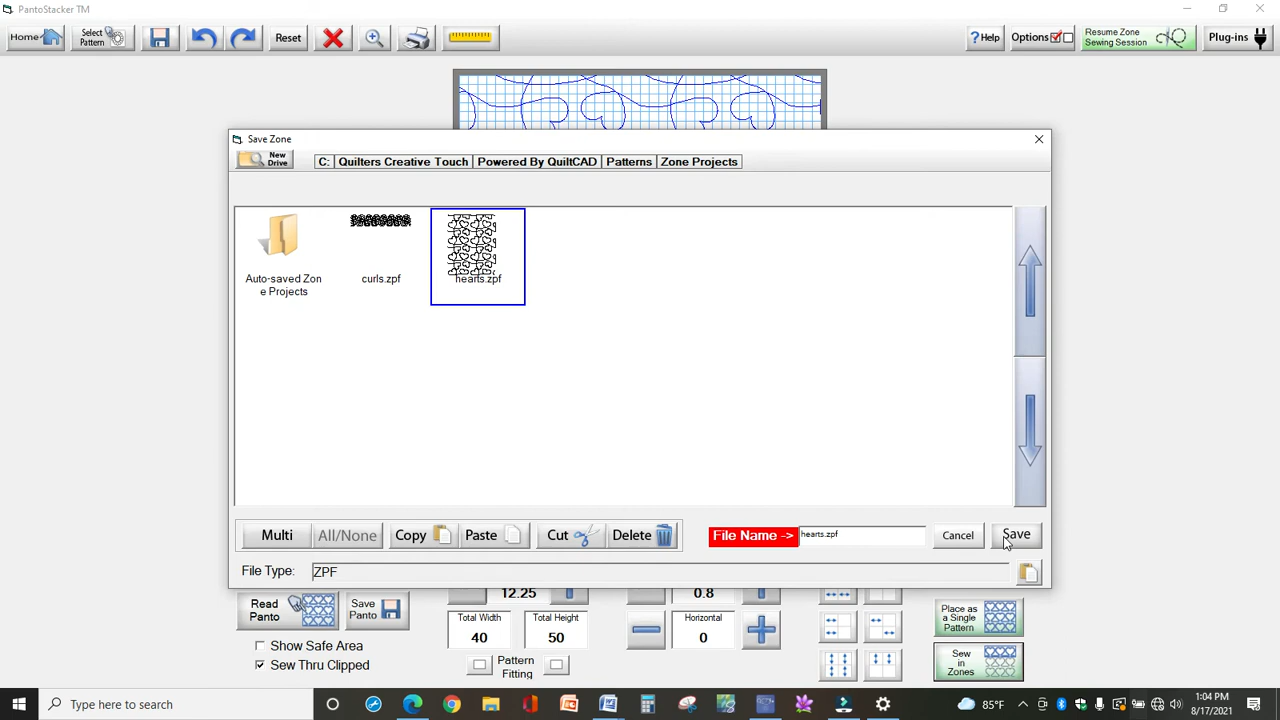 PantoStacker TM
Home
Select
Pattern
Reset
?Help
Options
Resume Zone
Sewing Session
Plug-ins
Save Zone
New
Drive
C: Quilters Creative Touch Powered By QuiltCAD Patterns Zone Projects
Auto-saved Zon
e Projects
curls.zpf
hearts.zpf
Multi All/None Copy Paste Cut Delete File Name -> hearts.zpf Cancel Save
File Type: ZPF
Read
Panto
Save
Panto
12.25
0.8
Total Width
40
Total Height
50
Horizontal
0
Place as
a Single
Pattern
Show Safe Area
Sew Thru Clipped
Pattern
Fitting
Sew
in
Zones
Type here to search
85°F
1:04 PM
8/17/2021